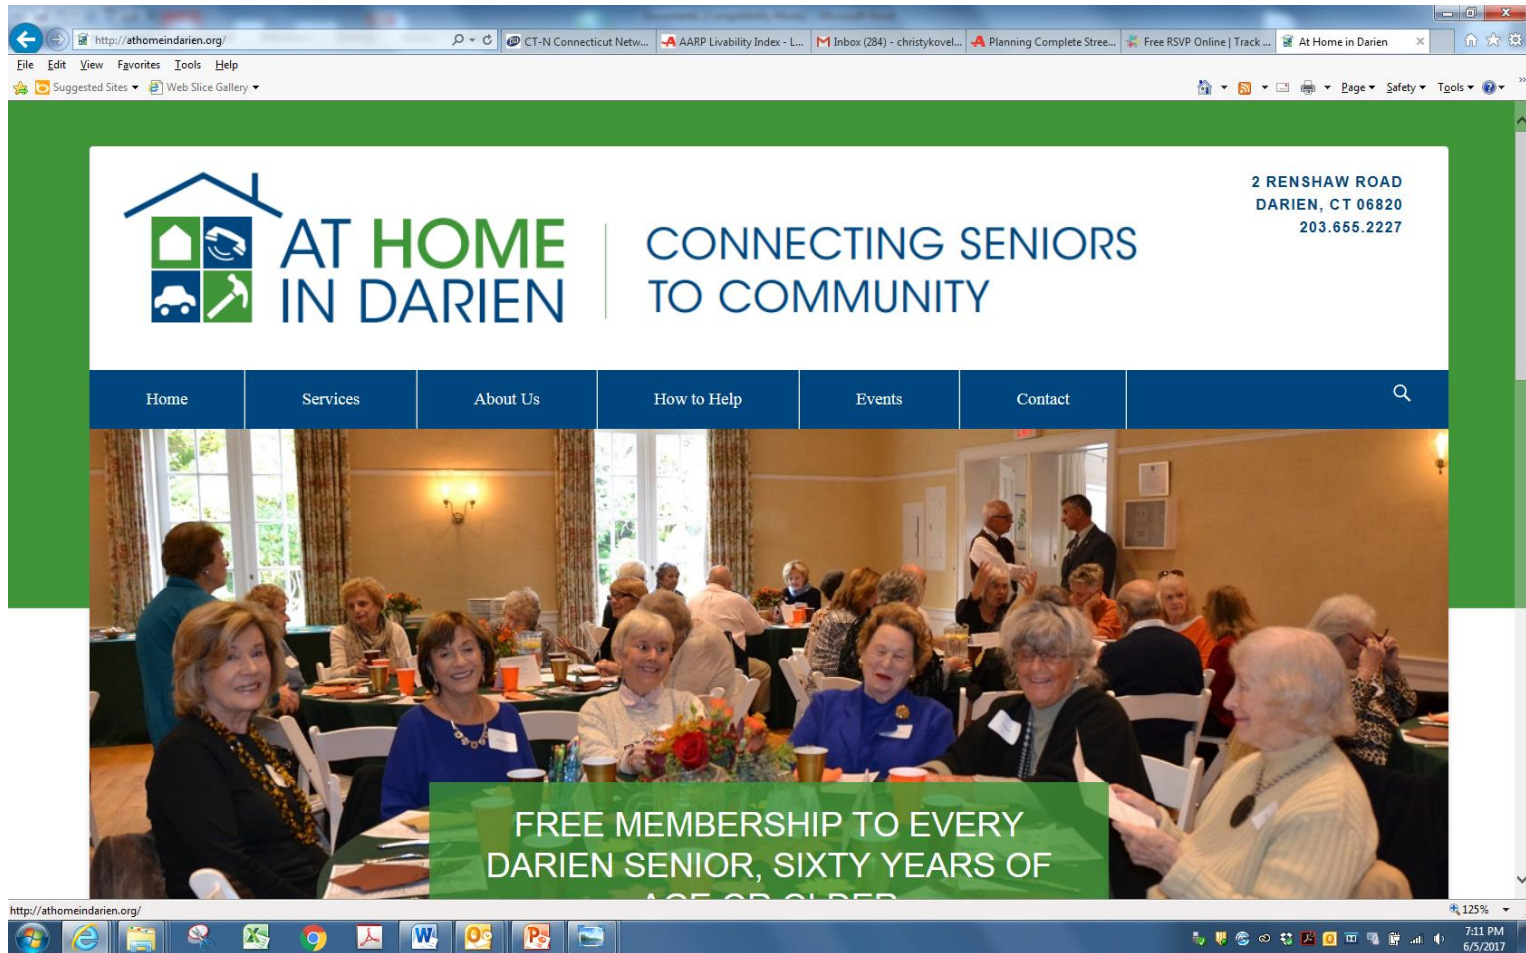 http://athomeindarien.org/
CT-N Connecticut Netw...
AARP Livability Index - L...
Inbox (284) - christykovel...
Planning Complete Stree...
Free RSVP Online | Track ...
At Home in Darien
File Edit View Favorites Tools Help
Suggested Sites
Web Slice Gallery
Page Safety Tools
AT HOME
IN DARIEN
CONNECTING SENIORS
TO COMMUNITY
2 RENSHAW ROAD
DARIEN, CT 06820
203.655.2227
Home Services About Us How to Help Events Contact
FREE MEMBERSHIP TO EVERY
DARIEN SENIOR, SIXTY YEARS OF
AGE OR OLDER
http://athomeindarien.org/
125%
7:11 PM
6/5/2017